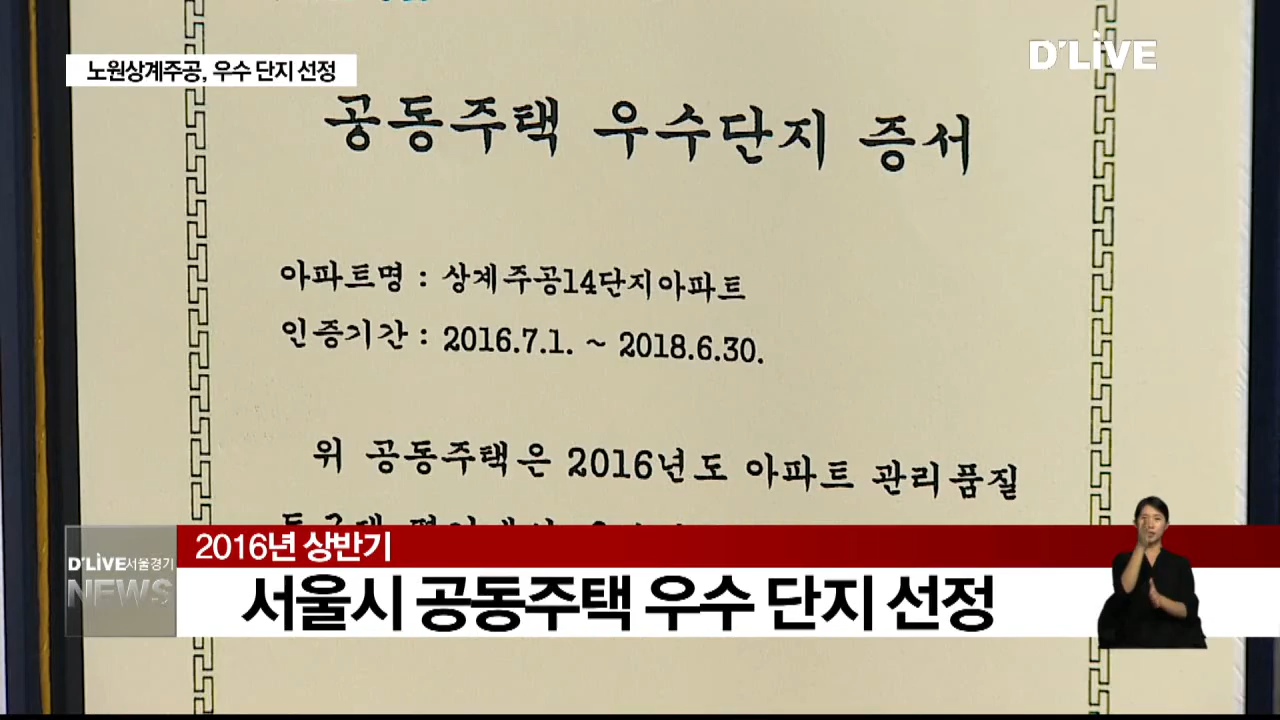 노원상계주공, 우수 단지 선정
D'LIVE
공동주택 우수단지 증서
아파트명 : 상계주공14단지아파트
인증기간 : 2016.7.1. ~ 2018.6.30.
위 공동주택은 2016년도 아파트 관리품질
2016년 상반기
D'LIVE서울경기
NEWS
서울시 공동주택 우수 단지 선정